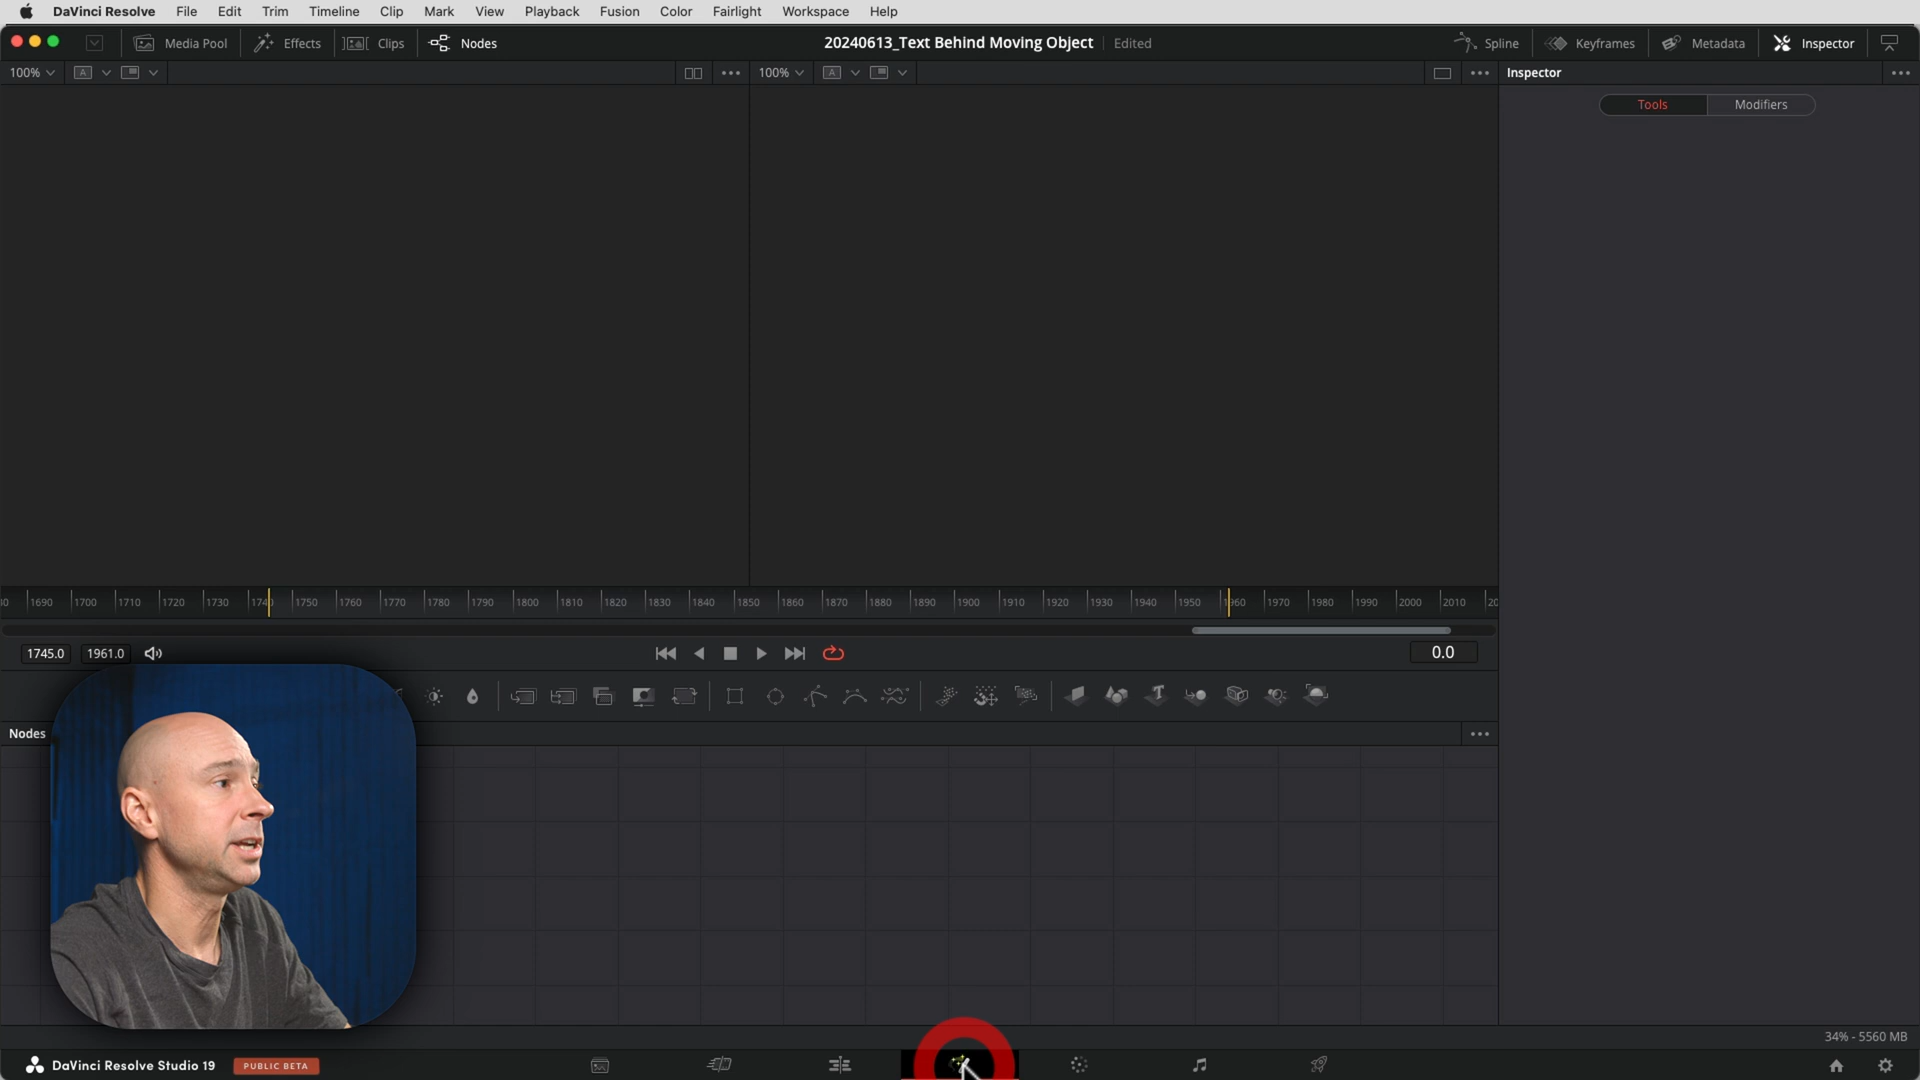 DaVinci Resolve File Edit Trim Timeline Clip Mark View Playback Fusion Color Fairlight Workspace Help
Media Pool Effects Clips Nodes 20240613_Text Behind Moving Object Edited Spline Keyframes Metadata Inspector
100% A 100% A Inspector
Tools Modifiers
1690 1700 1710 1720 1730 1750 1760 1770 1780 1790 1800 1810 1820 1830 1840 1850 1860 1870 1880 1890 1900 1910 1920 1930 1940 1950 1970 1980 1990 2000 2010
1745.0 1961.0 0.0
Nodes
34% - 5560 MB
DaVinci Resolve Studio 19 PUBLIC BETA